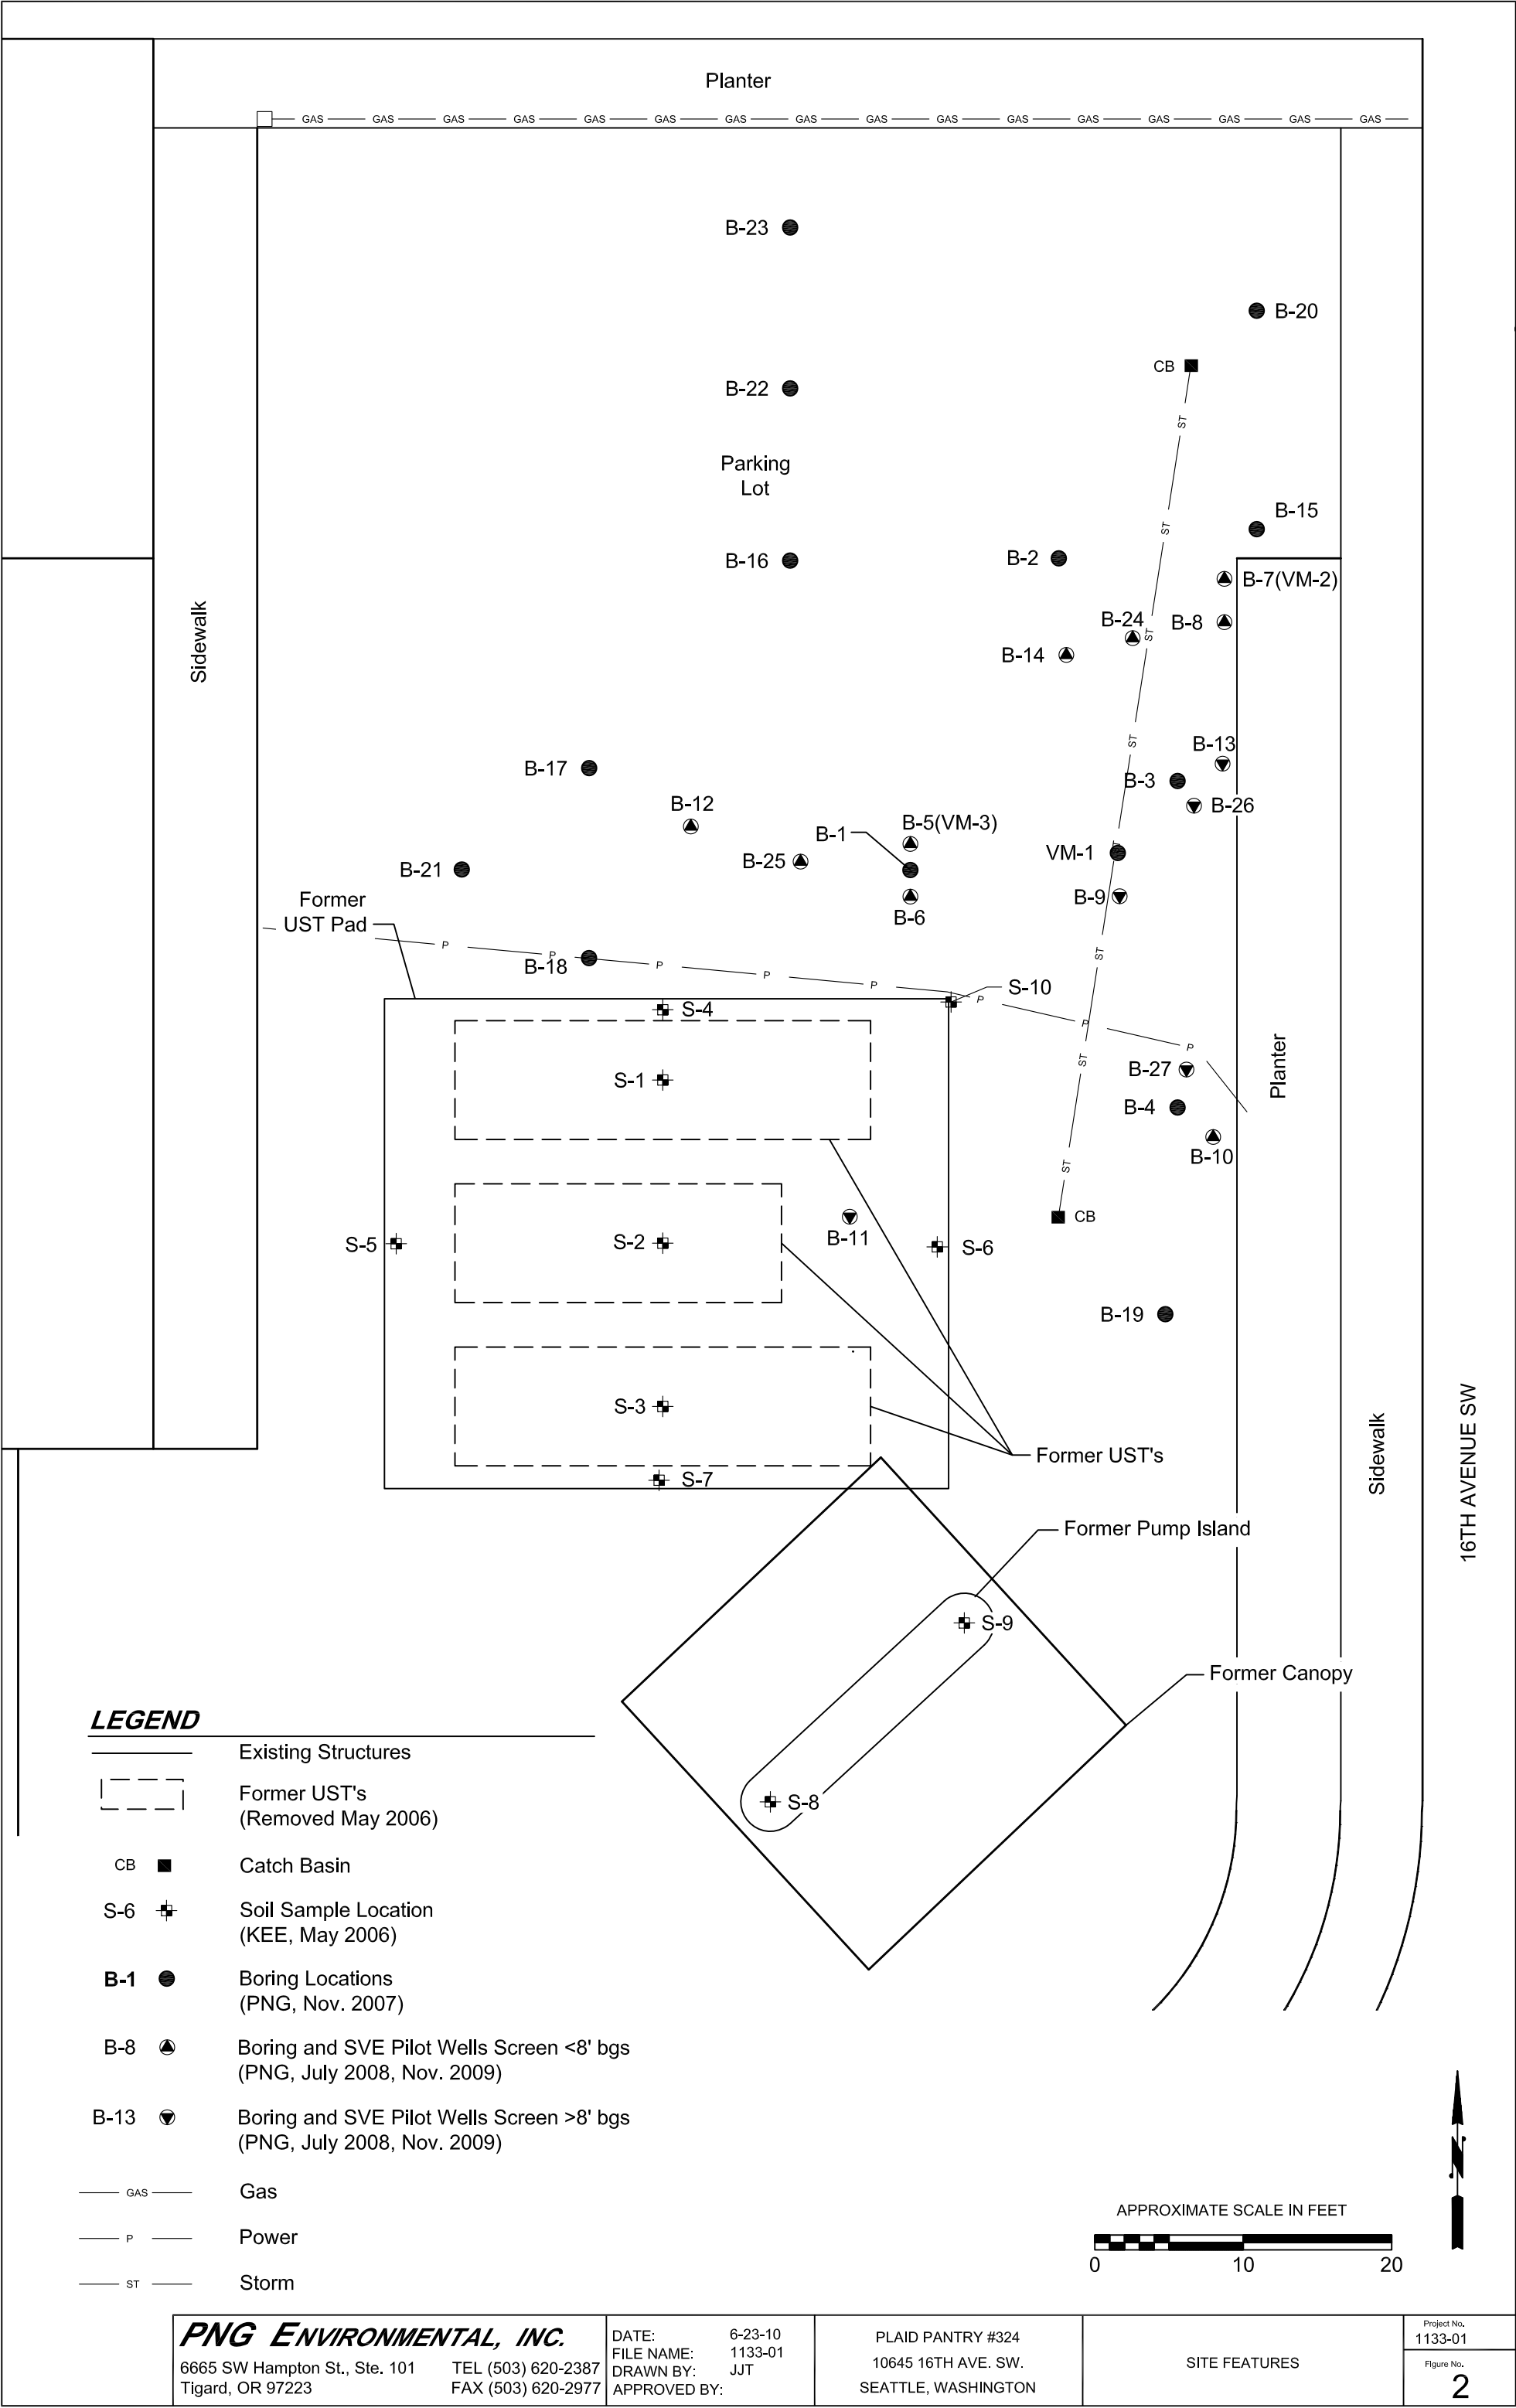 Planter
GAS GAS GAS GAS GAS GAS GAS GAS GAS GAS GAS GAS GAS GAS GAS GAS
B-23
B-20
CB
ST
B-22
Parking
Lot
B-15
ST
B-16
B-2
B-7(VM-2)
Sidewalk
B-24
B-8
ST
B-14
ST
B-13
B-17
B-3
B-12
B-26
B-5(VM-3)
B-1
VM-1
B-25
B-21
B-9
Former
UST Pad
B-6
P P P P P P P P
ST
B-18
S-10
S-4
Planter
ST
B-27
S-1
B-4
B-10
ST
CB
B-11
S-5
S-2
S-6
B-19
S-3
Former UST's
S-7
Sidewalk
16TH AVENUE SW
Former Pump Island
S-9
Former Canopy
S-8
LEGEND
Existing Structures
Former UST's
(Removed May 2006)
CB Catch Basin
S-6 Soil Sample Location
(KEE, May 2006)
B-1 Boring Locations
(PNG, Nov. 2007)
B-8 Boring and SVE Pilot Wells Screen <8' bgs
(PNG, July 2008, Nov. 2009)
B-13 Boring and SVE Pilot Wells Screen >8' bgs
(PNG, July 2008, Nov. 2009)
GAS Gas
P Power
ST Storm
N
APPROXIMATE SCALE IN FEET
0 10 20
PNG ENVIRONMENTAL, INC.
6665 SW Hampton St., Ste. 101 TEL (503) 620-2387
Tigard, OR 97223 FAX (503) 620-2977
DATE: 6-23-10
FILE NAME: 1133-01
DRAWN BY: JJT
APPROVED BY:
PLAID PANTRY #324
10645 16TH AVE. SW.
SEATTLE, WASHINGTON
SITE FEATURES
Project No.
1133-01
Figure No.
2